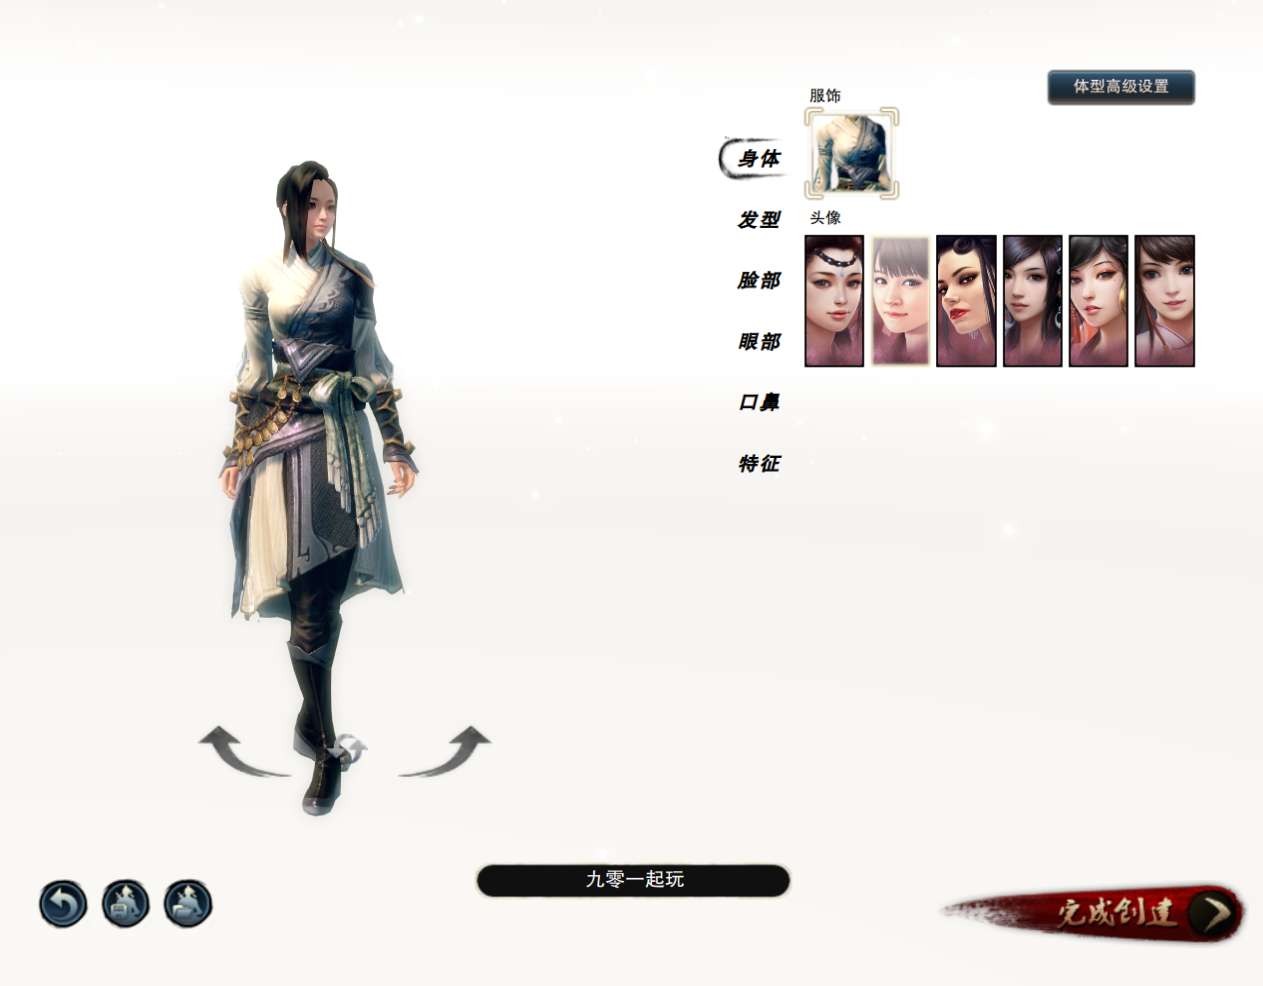 体型高级设置
服饰
身体
发型
头像
脸部
眼部
口鼻
特征
九零一起玩
完成创建